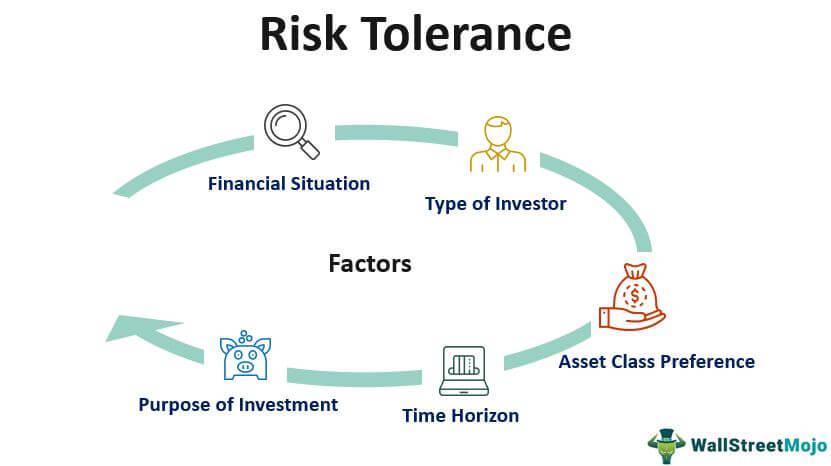 Risk Tolerance
Financial Situation
Type of Investor
Factors
Asset Class Preference
Time Horizon
Purpose of Investment
WallStreetMojo